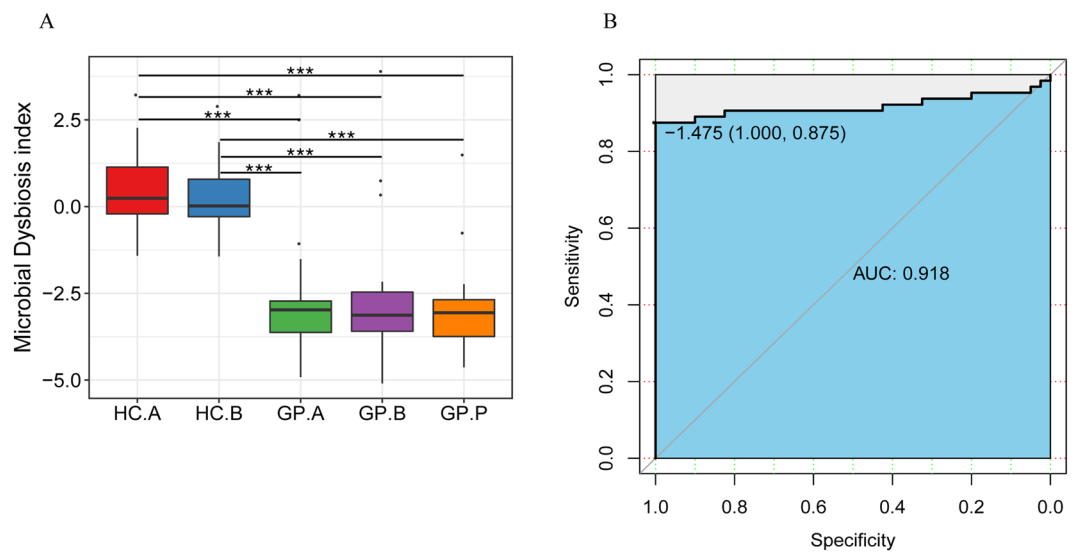 A
Microbial Dysbiosis index
2.5
0.0
−2.5
−5.0
***
***
***
***
***
***
HC.A HC.B GP.A GP.B GP.P
B
Sensitivity
1.0
0.8
0.6
0.4
0.2
0.0
−1.475 (1.000, 0.875)
AUC: 0.918
1.0 0.8 0.6 0.4 0.2 0.0
Specificity